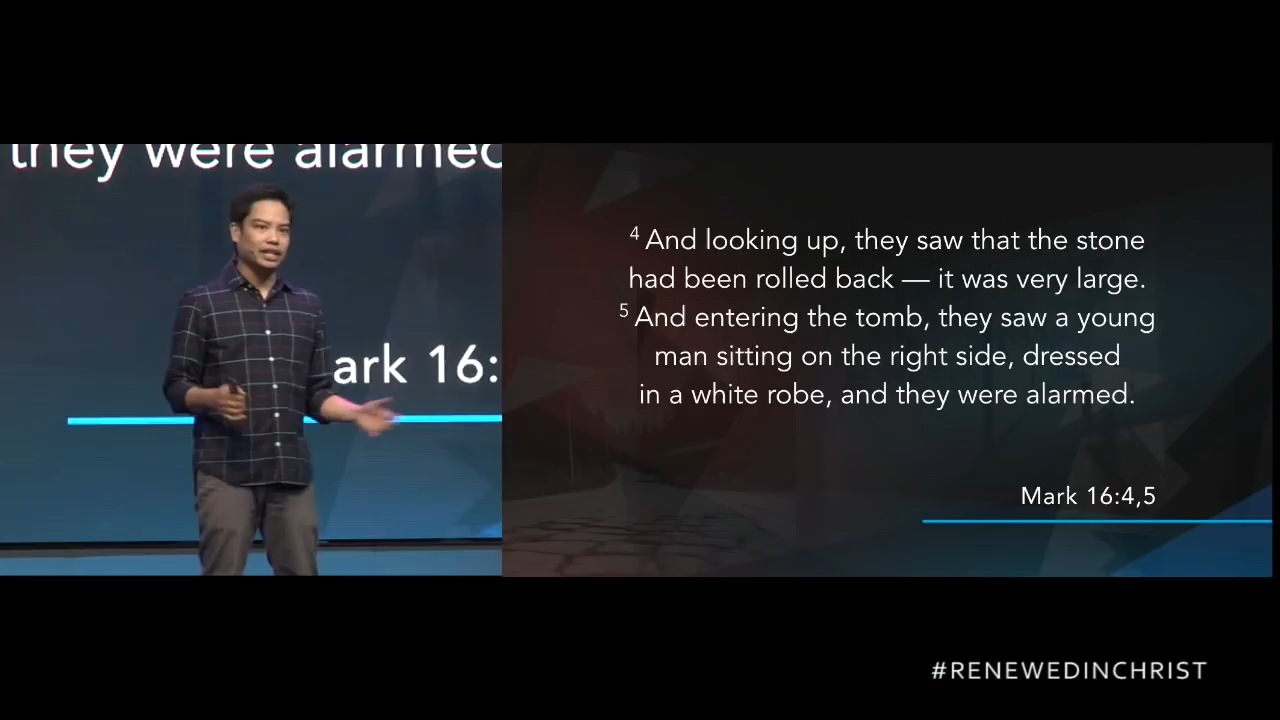 they were alarmed
ark 16:
⁴ And looking up, they saw that the stone
had been rolled back — it was very large.
⁵ And entering the tomb, they saw a young
man sitting on the right side, dressed
in a white robe, and they were alarmed.
Mark 16:4,5
#RENEWEDINCHRIST